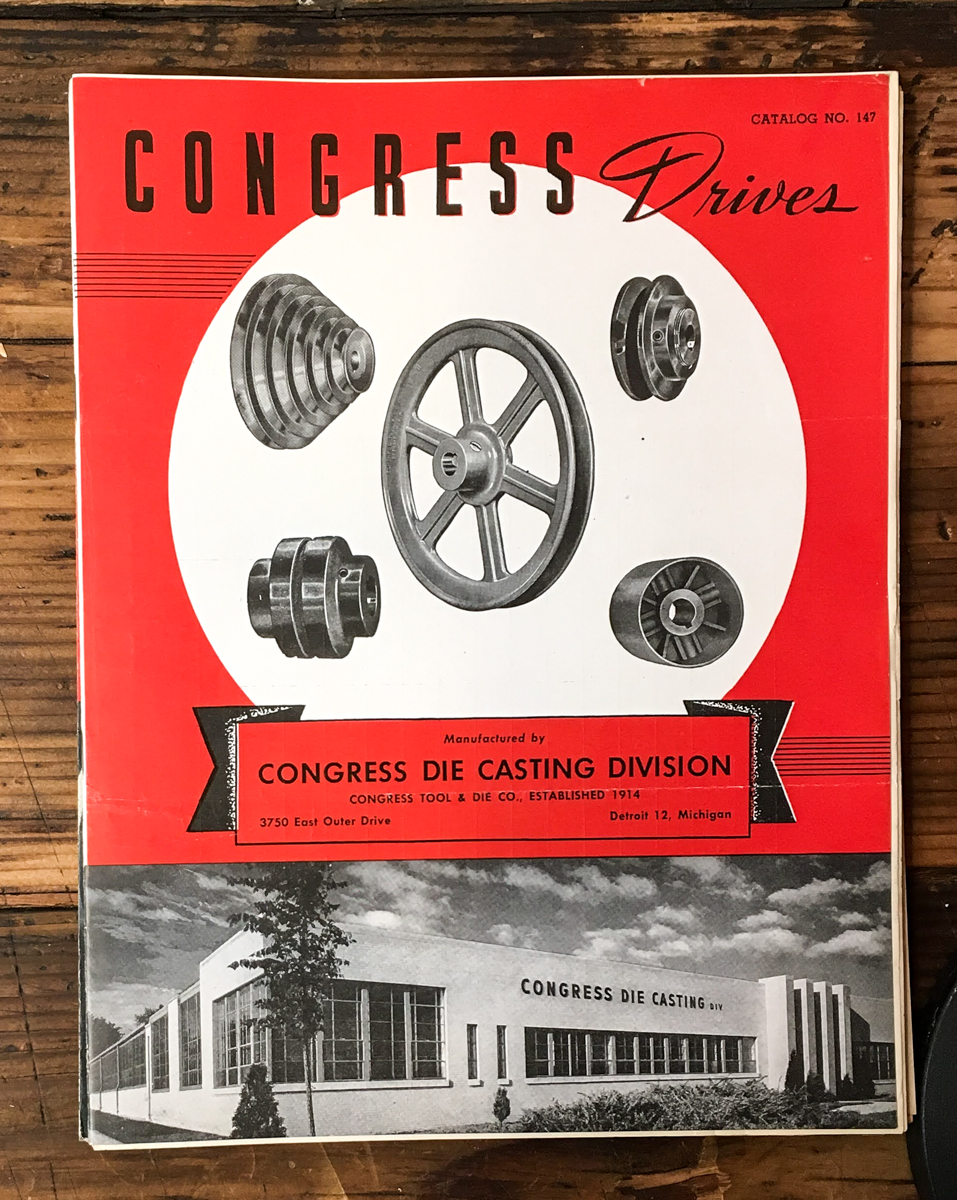 CATALOG NO. 147
CONGRESS Drives
Manufactured by
CONGRESS DIE CASTING DIVISION
CONGRESS TOOL & DIE CO., ESTABLISHED 1914
3750 East Outer Drive Detroit 12, Michigan
CONGRESS DIE CASTING DIV